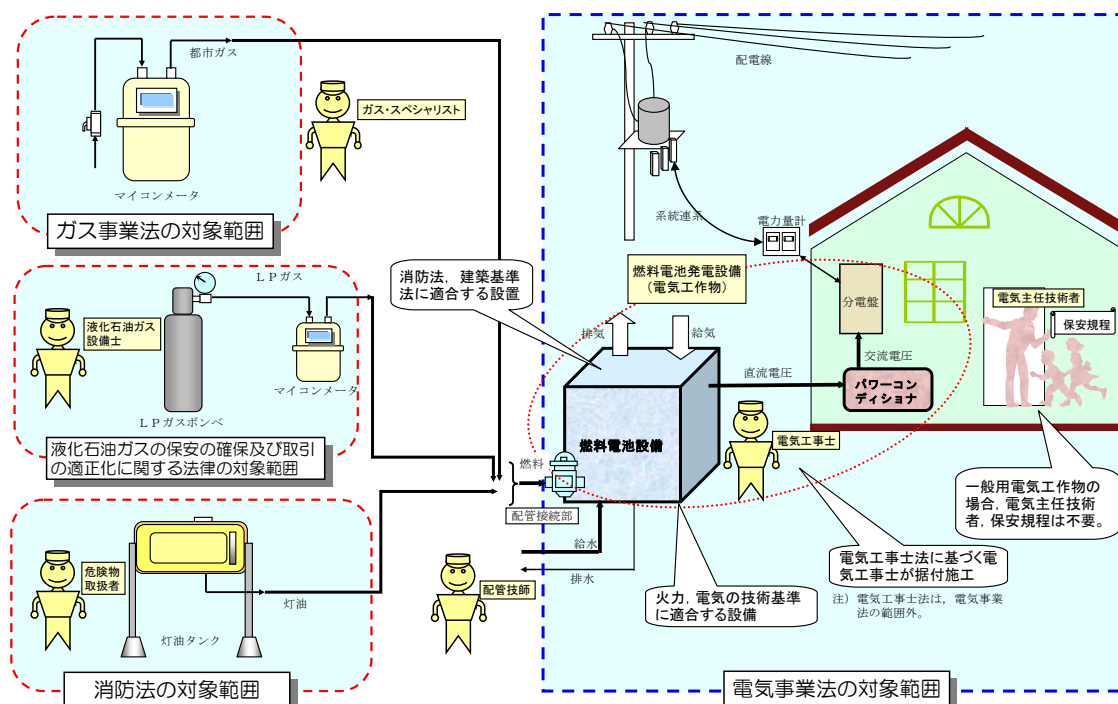 都市ガス
ガス・スペシャリスト
マイコンメータ
ガス事業法の対象範囲
LPガス
液化石油ガス
設備士
マイコンメータ
LPガスボンベ
液化石油ガスの保安の確保及び取引
の適正化に関する法律の対象範囲
危険物
取扱者
灯油
灯油タンク
消防法の対象範囲
配電線
系統連系
電力量計
消防法，建築基準
法に適合する設置
燃料電池発電設備
（電気工作物）
分電盤
電気主任技術者
保安規程
排気
給気
交流電圧
直流電圧
パワーコン
ディショナ
燃料電池設備
電気工事士
燃料
配管接続部
給水
排水
配管技師
一般用電気工作物の
場合，電気主任技術
者，保安規程は不要。
電気工事士法に基づく電
気工事士が据付施工
火力，電気の技術基準
に適合する設備
注）電気工事士法は，電気事業
法の範囲外。
電気事業法の対象範囲